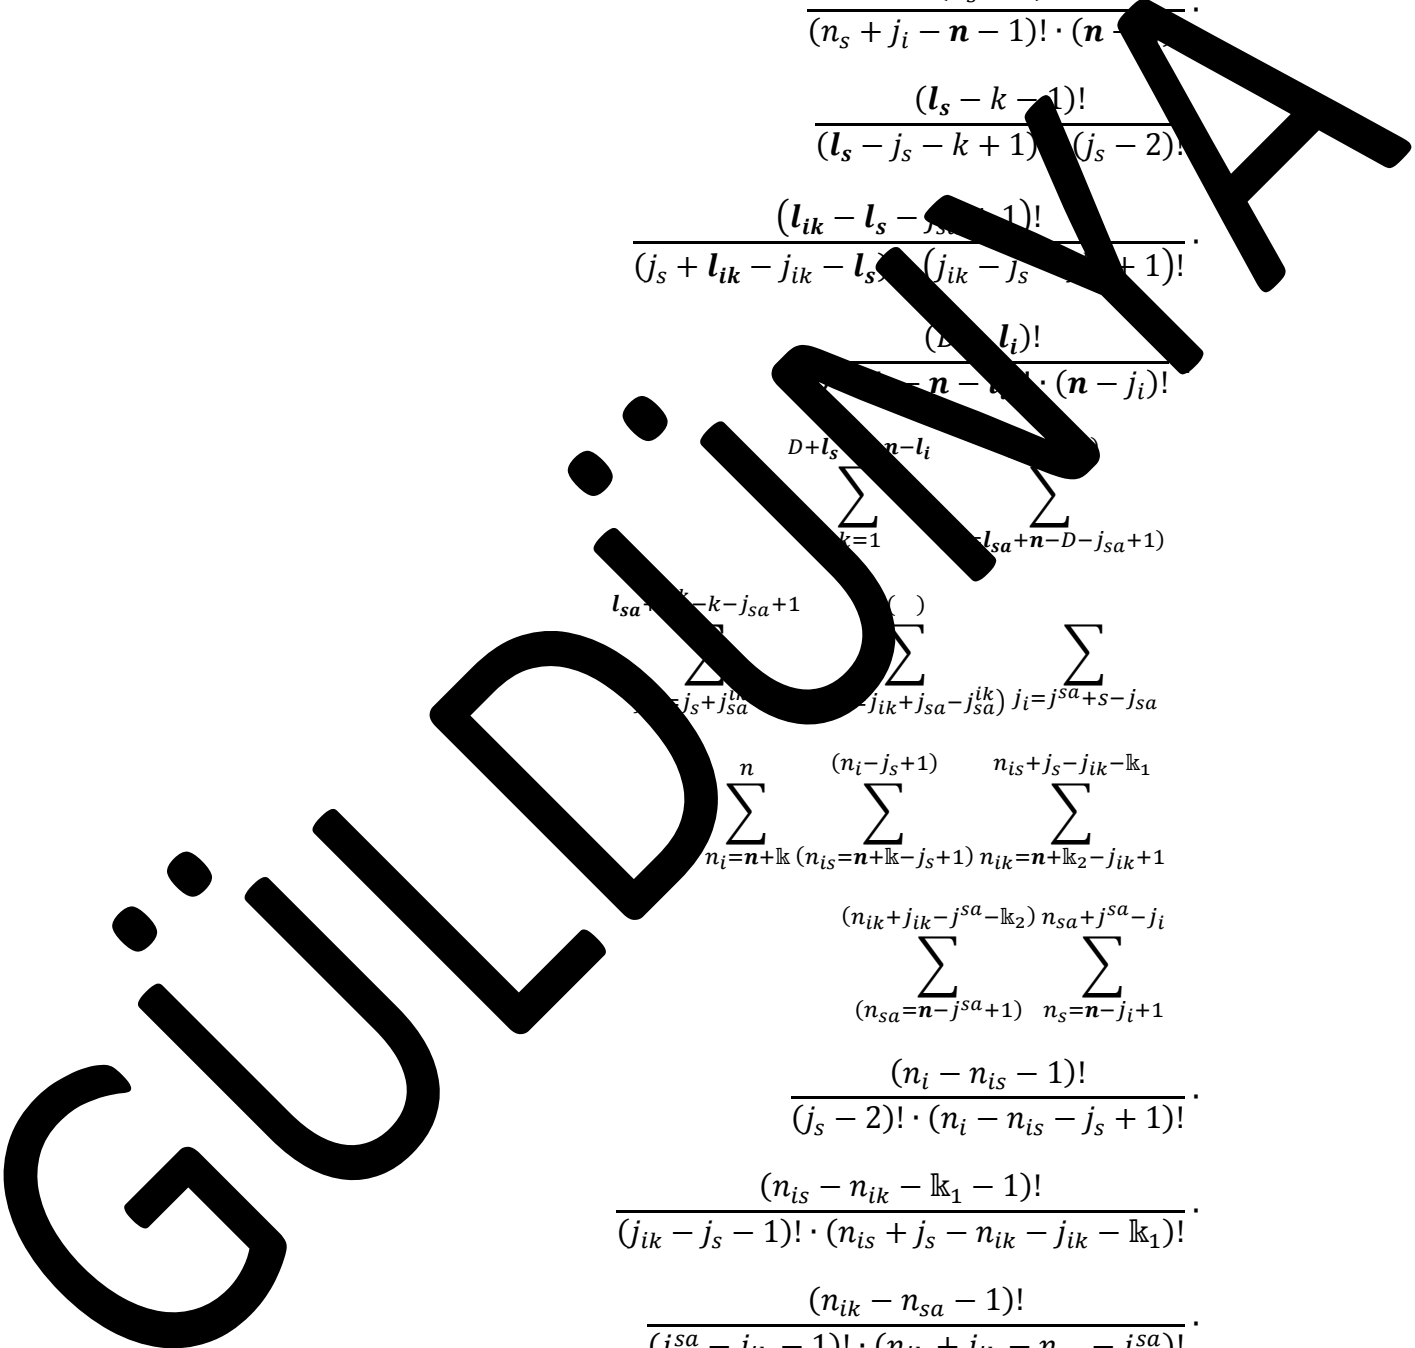 (n_s + j_i − n − 1)! · (n −
(l_s − k − 1)!
(l_s − j_s − k + 1) (j_s − 2)!
(l_ik − l_s − 1)!
(j_s + l_ik − j_ik − l_s) (j_ik − j_s + 1)! ·
l_i)!
− n − · (n − j_i)!
D+l_s n−l_i
∑ ∑
k=1 l_sa+n−D−j_sa+1)
l_sa+ −k−j_sa+1 ( )
∑ ∑ ∑
=j_s+j_sa^ik j_ik+j_sa−j_sa^ik) j_i=j^sa+s−j_sa
n (n_i−j_s+1) n_is+j_s−j_ik−𝕜_1
∑ ∑ ∑
n_i=n+𝕜 (n_is=n+𝕜−j_s+1) n_ik=n+𝕜_2−j_ik+1
(n_ik+j_ik−j^sa−𝕜_2) n_sa+j^sa−j_i
∑ ∑
(n_sa=n−j^sa+1) n_s=n−j_i+1
(n_i − n_is − 1)!
(j_s − 2)! · (n_i − n_is − j_s + 1)! ·
(n_is − n_ik − 𝕜_1 − 1)!
(j_ik − j_s − 1)! · (n_is + j_s − n_ik − j_ik − 𝕜_1)! ·
(n_ik − n_sa − 1)! ·
GÜLDÜNYA